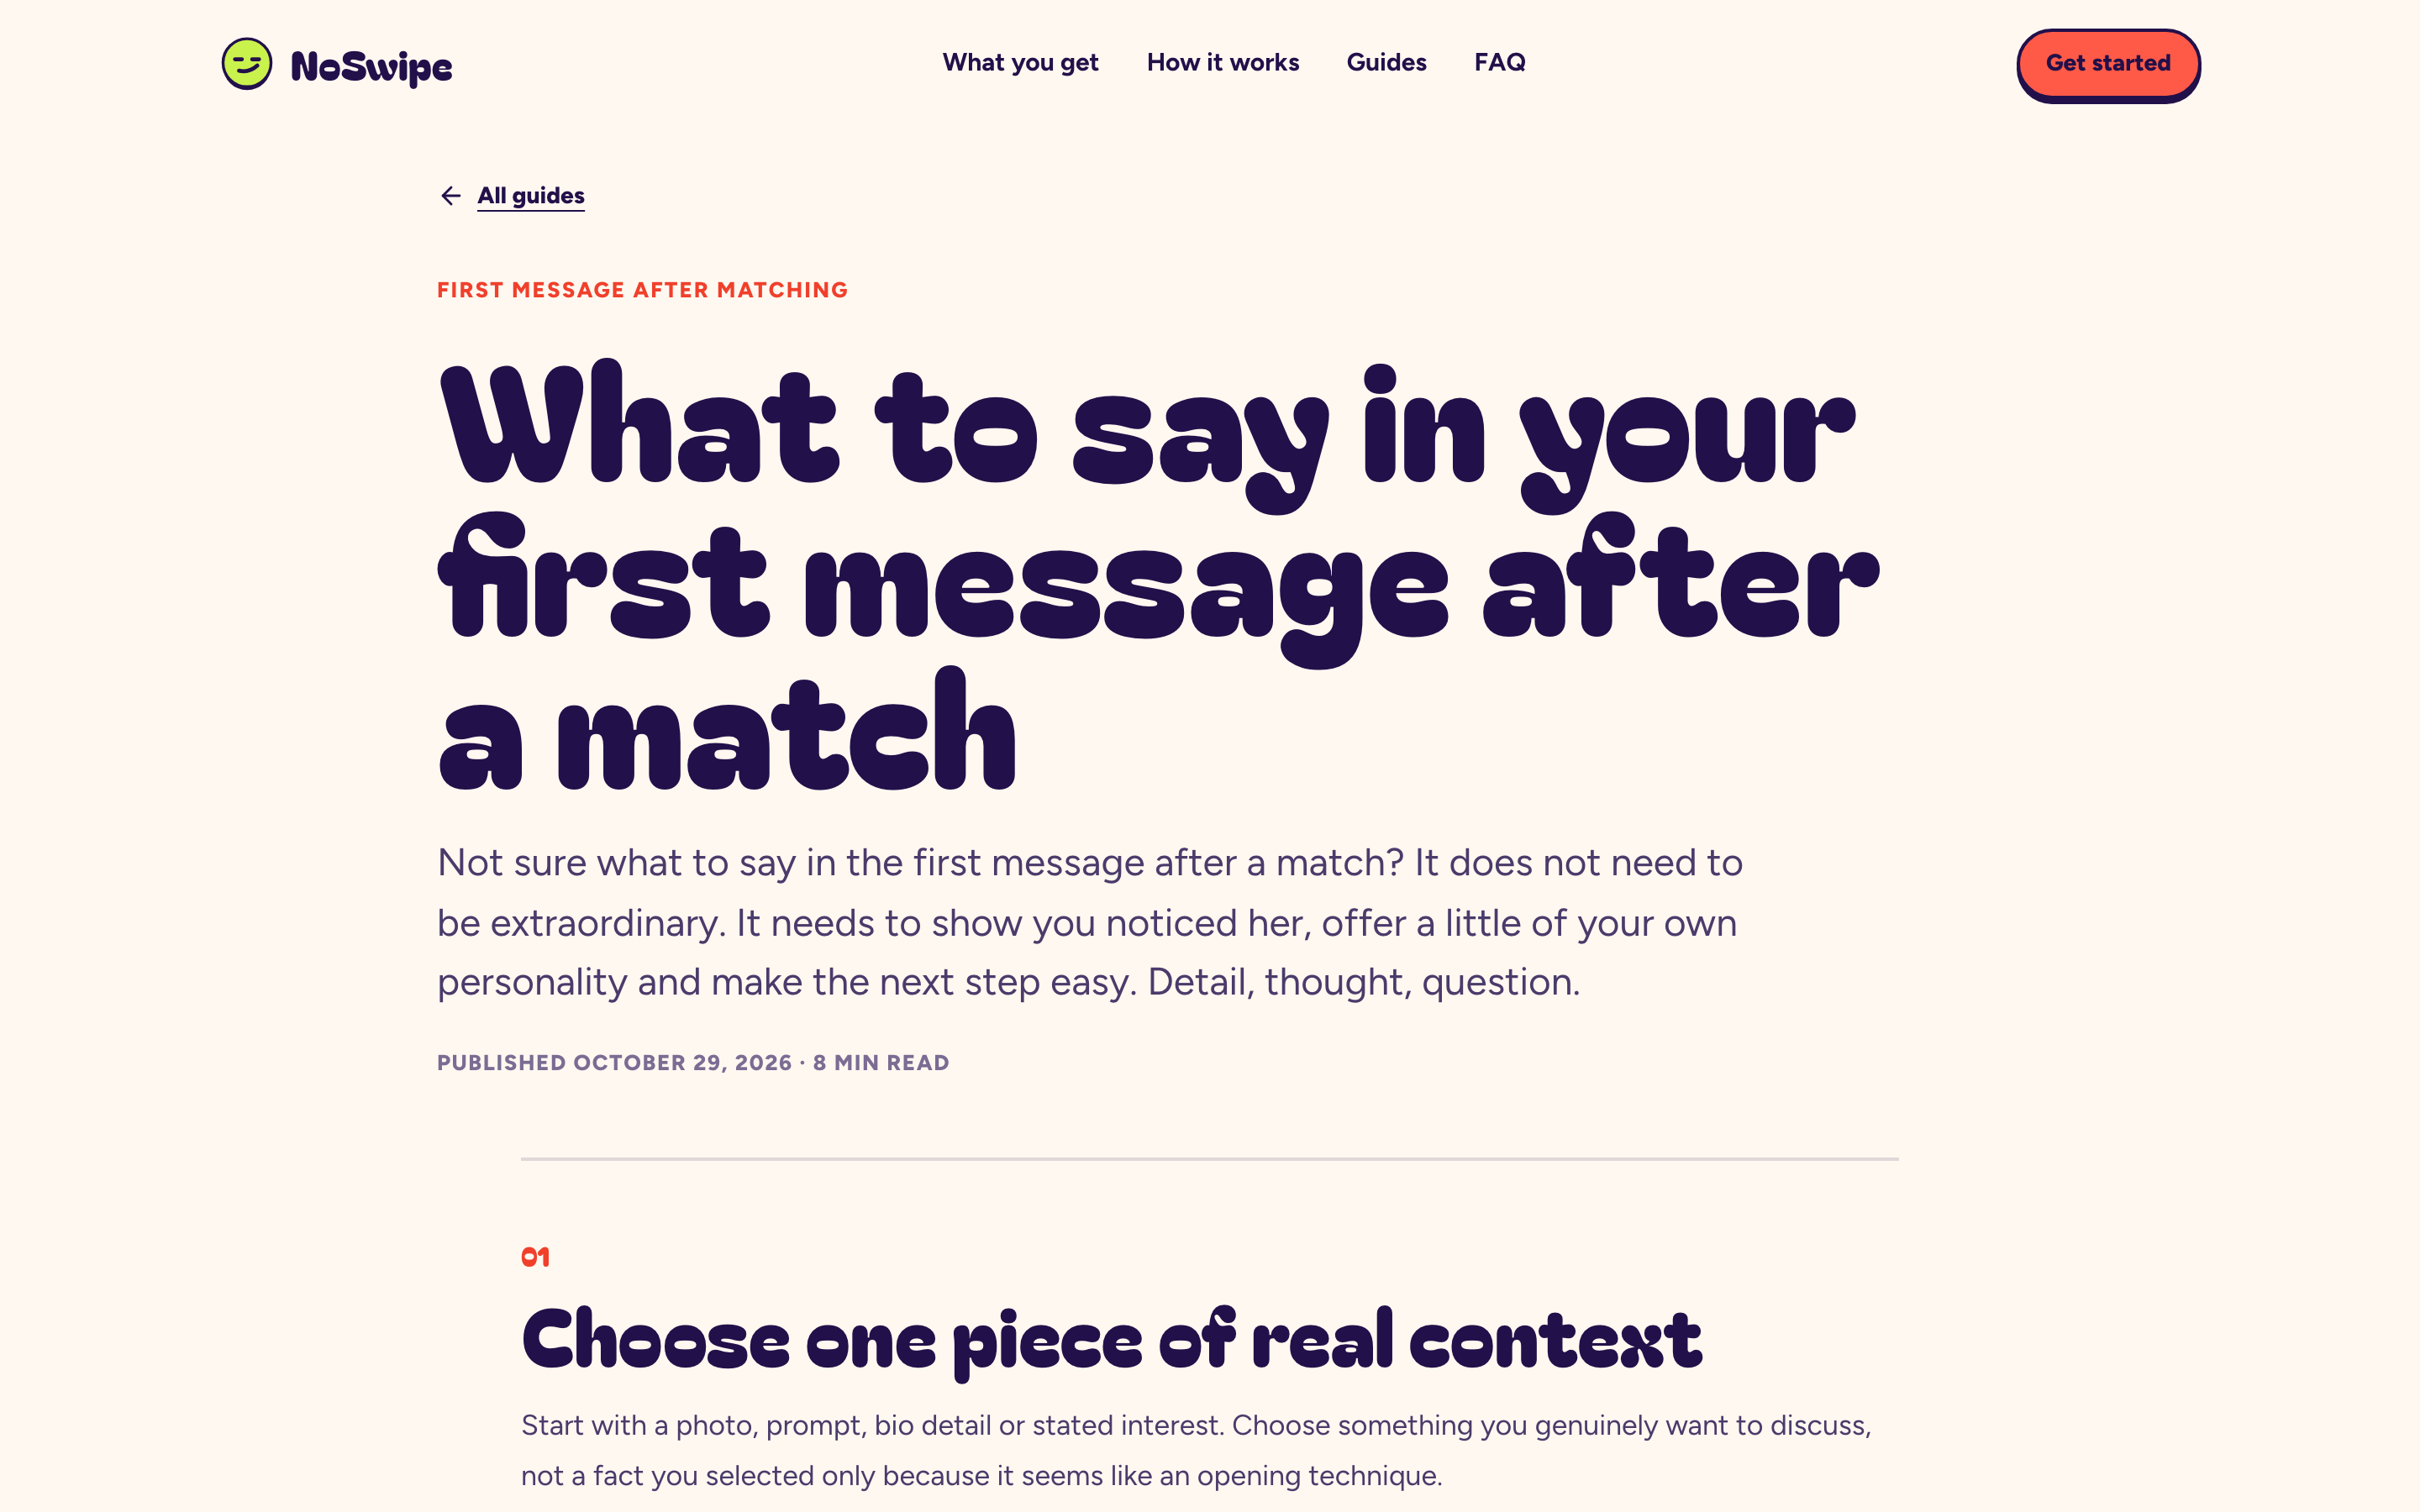 NoSwipe
What you get
How it works
Guides
FAQ
Get started
All guides
FIRST MESSAGE AFTER MATCHING
What to say in your
first message after
a match
Not sure what to say in the first message after a match? It does not need to
be extraordinary. It needs to show you noticed her, offer a little of your own
personality and make the next step easy. Detail, thought, question.
PUBLISHED OCTOBER 29, 2026 · 8 MIN READ
01
Choose one piece of real context
Start with a photo, prompt, bio detail or stated interest. Choose something you genuinely want to discuss,
not a fact you selected only because it seems like an opening technique.